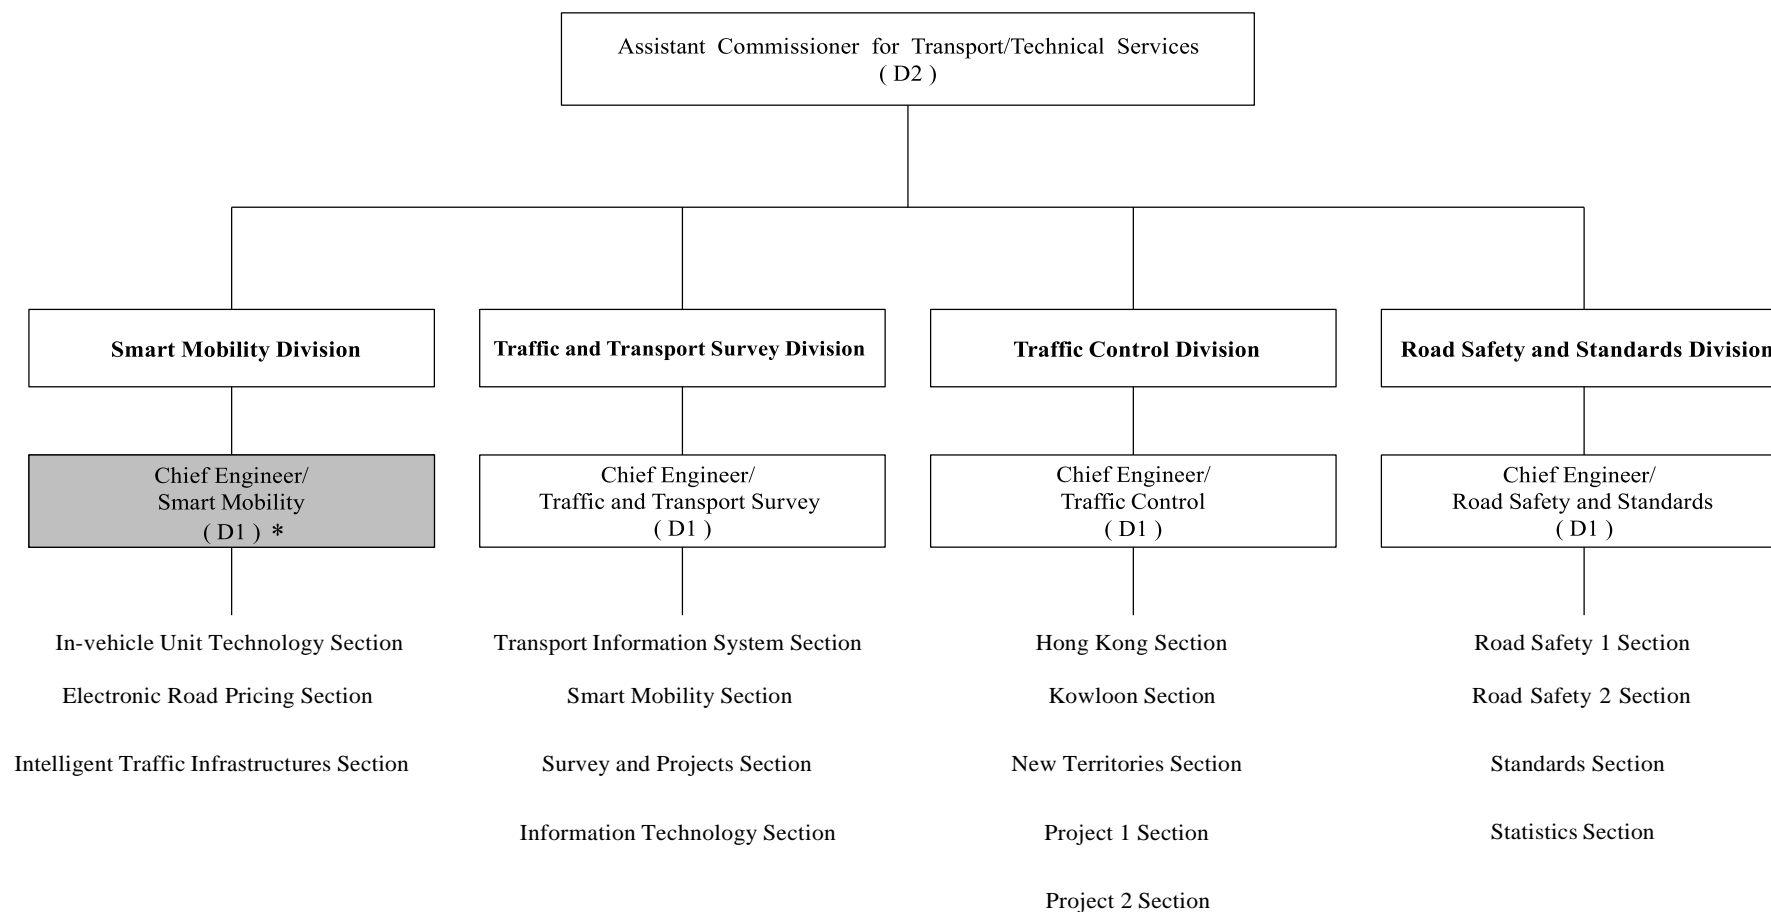 Assistant Commissioner for Transport/Technical Services
( D2 )
Smart Mobility Division
Traffic and Transport Survey Division
Traffic Control Division
Road Safety and Standards Division
Chief Engineer/
Smart Mobility
( D1 ) *
Chief Engineer/
Traffic and Transport Survey
( D1 )
Chief Engineer/
Traffic Control
( D1 )
Chief Engineer/
Road Safety and Standards
( D1 )
In-vehicle Unit Technology Section
Electronic Road Pricing Section
Intelligent Traffic Infrastructures Section
Transport Information System Section
Smart Mobility Section
Survey and Projects Section
Information Technology Section
Hong Kong Section
Kowloon Section
New Territories Section
Project 1 Section
Project 2 Section
Road Safety 1 Section
Road Safety 2 Section
Standards Section
Statistics Section